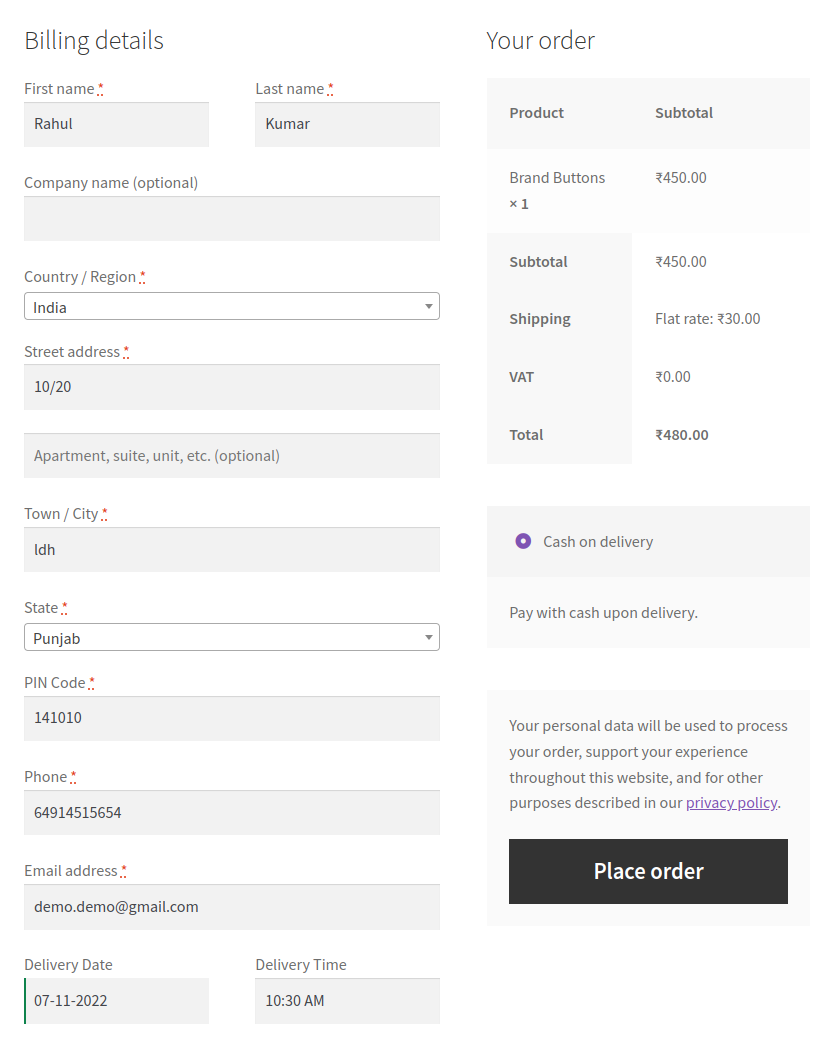 Billing details
First name *
Last name *
Rahul
Kumar
Company name (optional)
Country / Region *
India
Street address *
10/20
Apartment, suite, unit, etc. (optional)
Town / City *
ldh
State *
Punjab
PIN Code *
141010
Phone *
64914515654
Email address *
demo.demo@gmail.com
Delivery Date
Delivery Time
07-11-2022
10:30 AM
Your order
Product Subtotal
Brand Buttons ₹450.00
× 1
Subtotal ₹450.00
Shipping Flat rate: ₹30.00
VAT ₹0.00
Total ₹480.00
Cash on delivery
Pay with cash upon delivery.
Your personal data will be used to process
your order, support your experience
throughout this website, and for other
purposes described in our privacy policy.
Place order